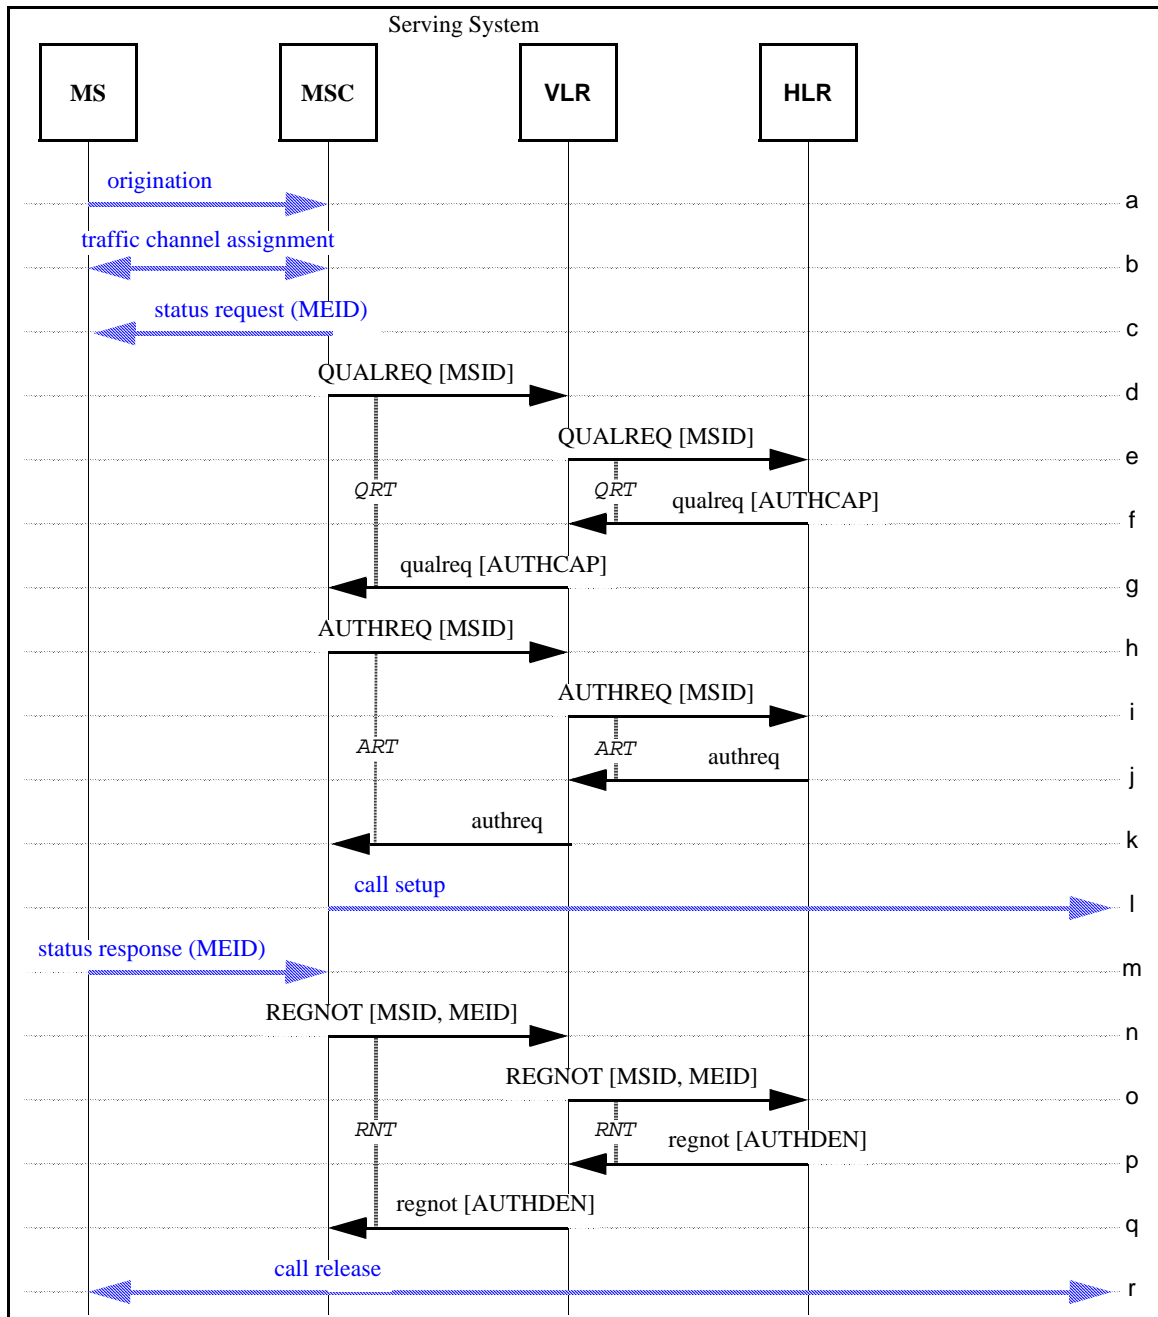 Serving System
MS MSC VLR HLR
origination
a
traffic channel assignment
b
status request (MEID)
c
QUALREQ [MSID]
d
QUALREQ [MSID]
e
QRT QRT
qualreq [AUTHCAP]
f
qualreq [AUTHCAP]
g
AUTHREQ [MSID]
h
AUTHREQ [MSID]
i
ART ART
authreq
j
authreq
k
call setup
l
status response (MEID)
m
REGNOT [MSID, MEID]
n
REGNOT [MSID, MEID]
o
RNT RNT
regnot [AUTHDEN]
p
regnot [AUTHDEN]
q
call release
r